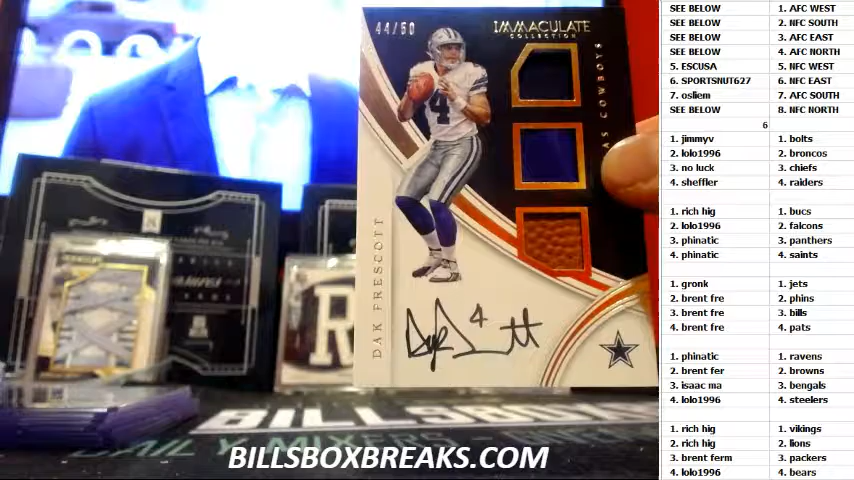 44/50
IMMACULATE
COLLECTION
AS COWBOYS
DAK PRESCOTT
4
R
BILLSBOX
DAILY MIXERS
BILLSBOXBREAKS.COM
SEE BELOW 1. AFC WEST
SEE BELOW 2. NFC SOUTH
SEE BELOW 3. AFC EAST
SEE BELOW 4. AFC NORTH
5. ESCUSA 5. NFC WEST
6. SPORTSNUT627 6. NFC EAST
7. osliem 7. AFC SOUTH
SEE BELOW 8. NFC NORTH
6
1. jimmyv 1. bolts
2. lolo1996 2. broncos
3. no luck 3. chiefs
4. sheffler 4. raiders
1. rich hig 1. bucs
2. lolo1996 2. falcons
3. phinatic 3. panthers
4. phinatic 4. saints
1. gronk 1. jets
2. brent fre 2. phins
3. brent fre 3. bills
4. brent fre 4. pats
1. phinatic 1. ravens
2. brent fer 2. browns
3. isaac ma 3. bengals
4. lolo1996 4. steelers
1. rich hig 1. vikings
2. rich hig 2. lions
3. brent ferm 3. packers
4. lolo1996 4. bears